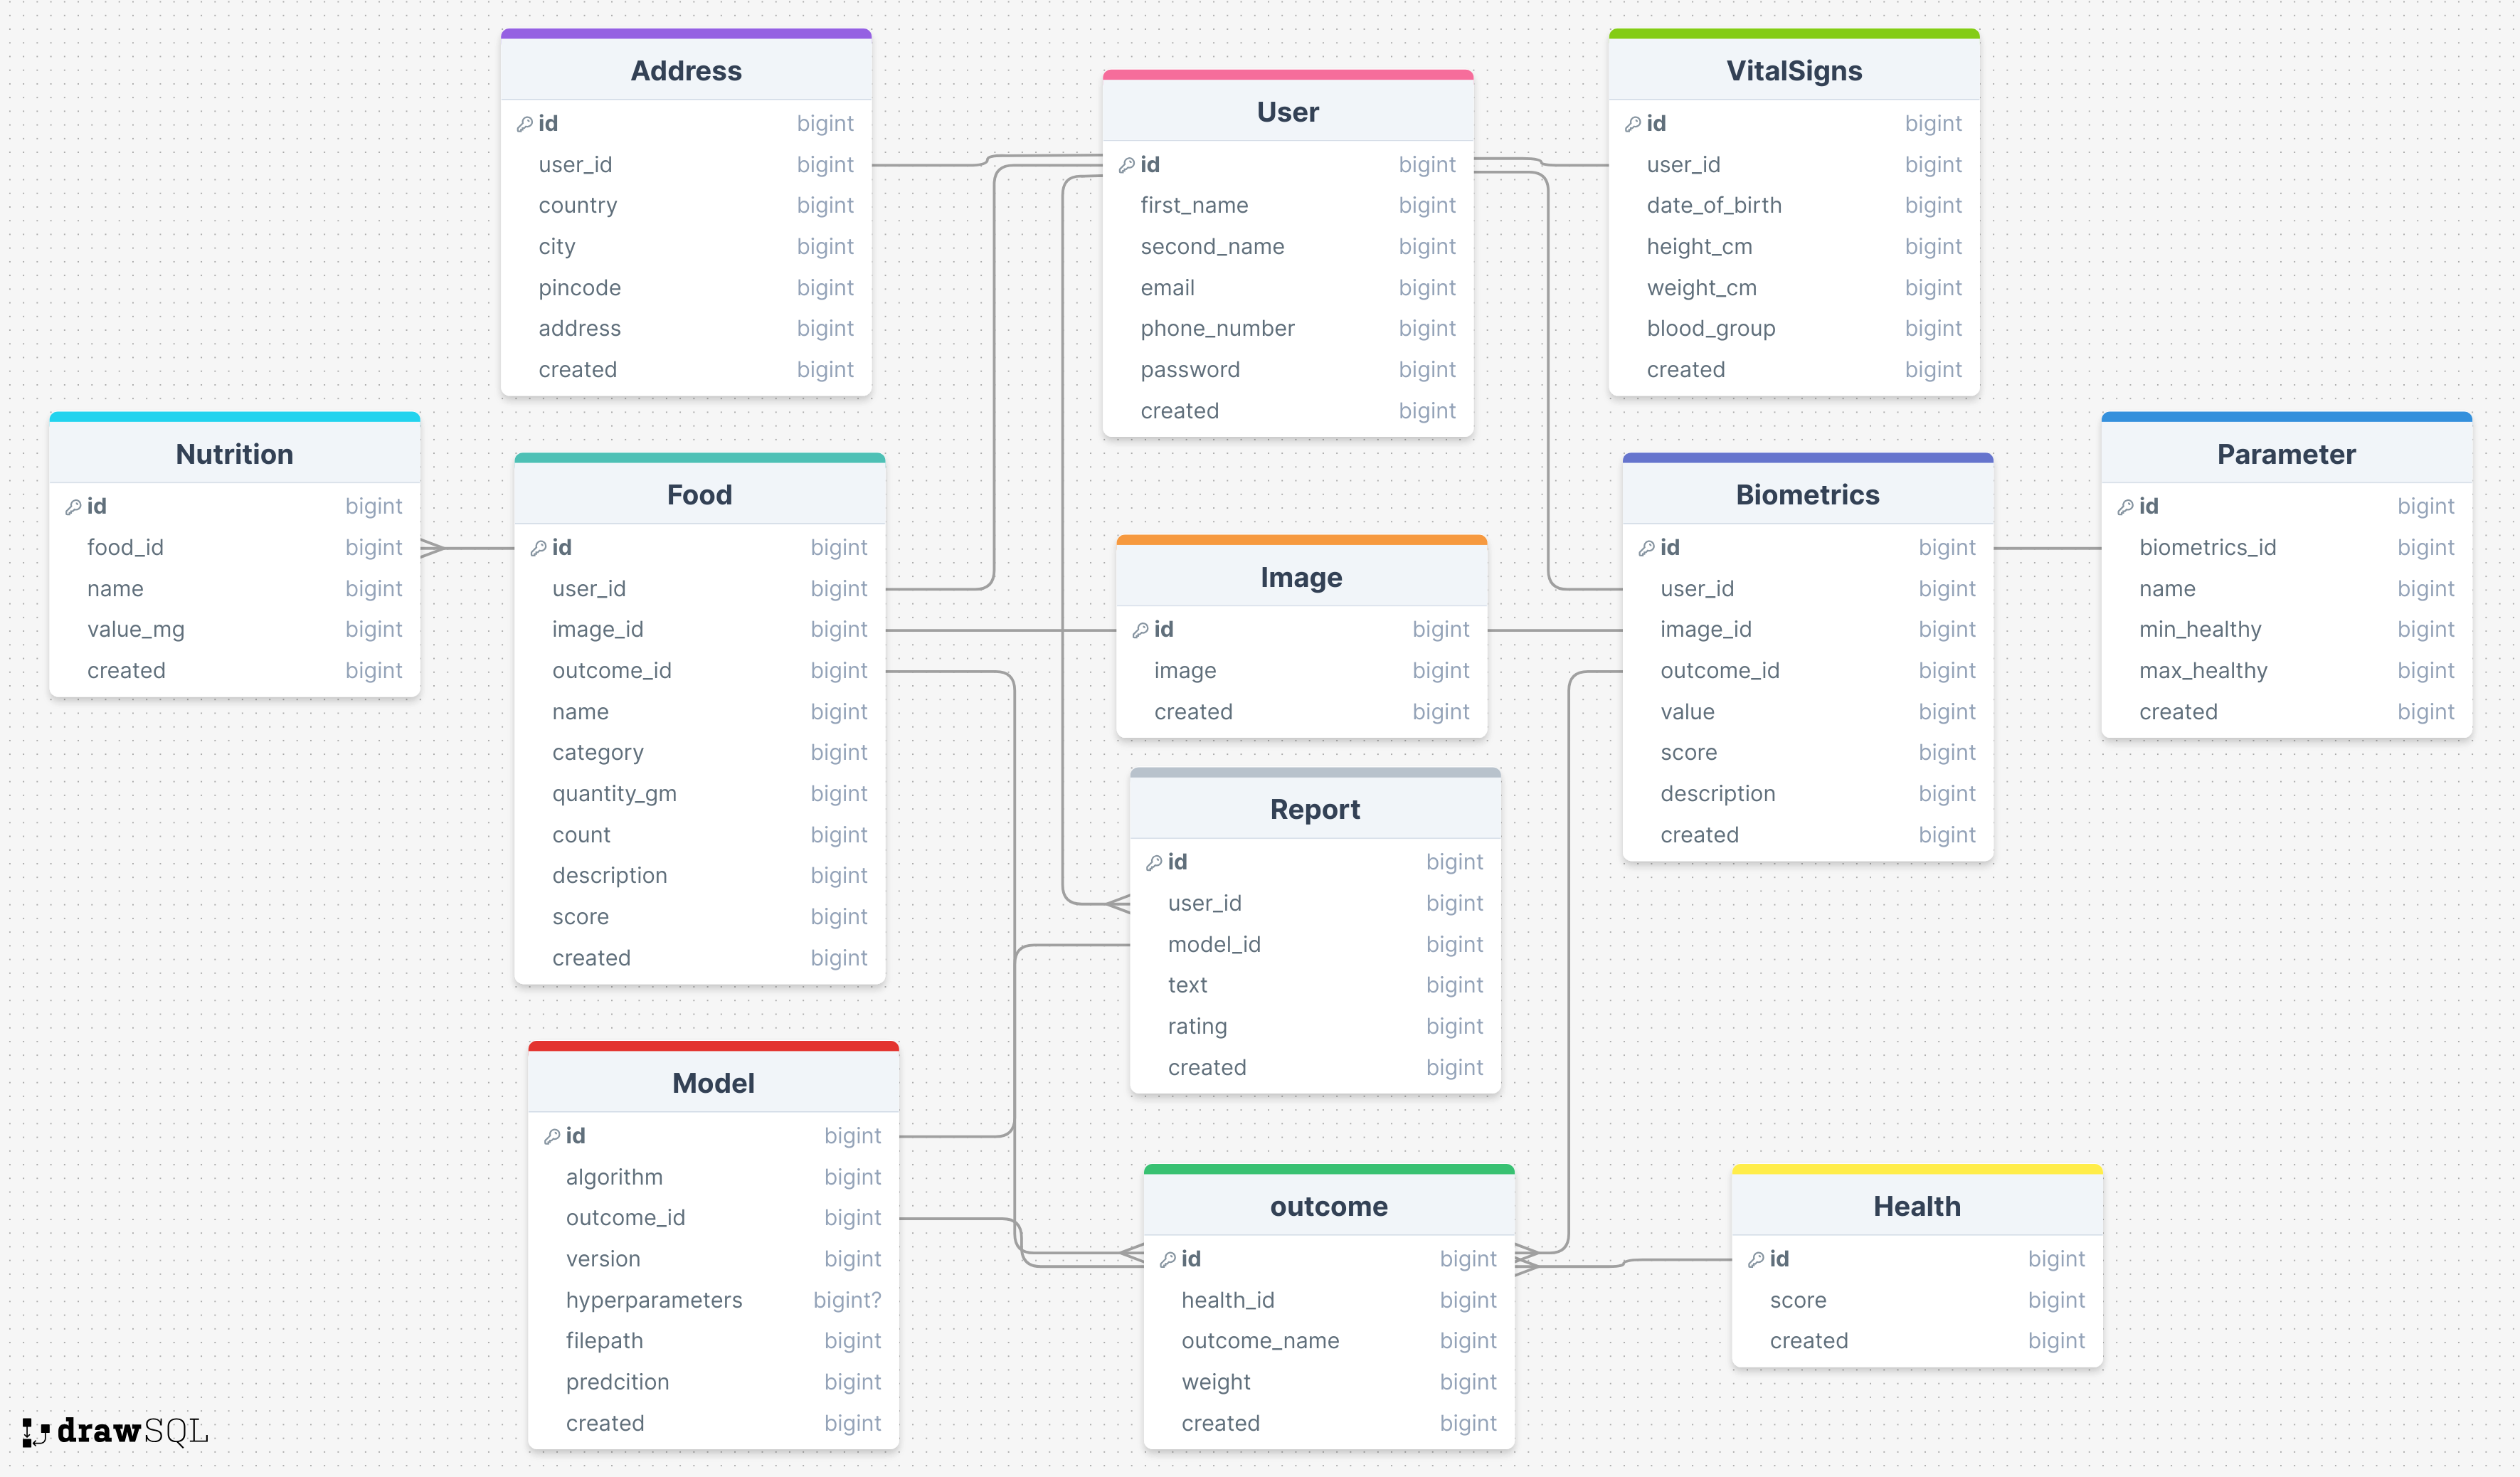 Address
id bigint
user_id bigint
country bigint
city bigint
pincode bigint
address bigint
created bigint
User
id bigint
first_name bigint
second_name bigint
email bigint
phone_number bigint
password bigint
created bigint
VitalSigns
id bigint
user_id bigint
date_of_birth bigint
height_cm bigint
weight_cm bigint
blood_group bigint
created bigint
Nutrition
id bigint
food_id bigint
name bigint
value_mg bigint
created bigint
Food
id bigint
user_id bigint
image_id bigint
outcome_id bigint
name bigint
category bigint
quantity_gm bigint
count bigint
description bigint
score bigint
created bigint
Image
id bigint
image bigint
created bigint
Biometrics
id bigint
user_id bigint
image_id bigint
outcome_id bigint
value bigint
score bigint
description bigint
created bigint
Parameter
id bigint
biometrics_id bigint
name bigint
min_healthy bigint
max_healthy bigint
created bigint
Report
id bigint
user_id bigint
model_id bigint
text bigint
rating bigint
created bigint
Model
id bigint
algorithm bigint
outcome_id bigint
version bigint
hyperparameters bigint?
filepath bigint
predcition bigint
created bigint
outcome
id bigint
health_id bigint
outcome_name bigint
weight bigint
created bigint
Health
id bigint
score bigint
created bigint
drawSQL